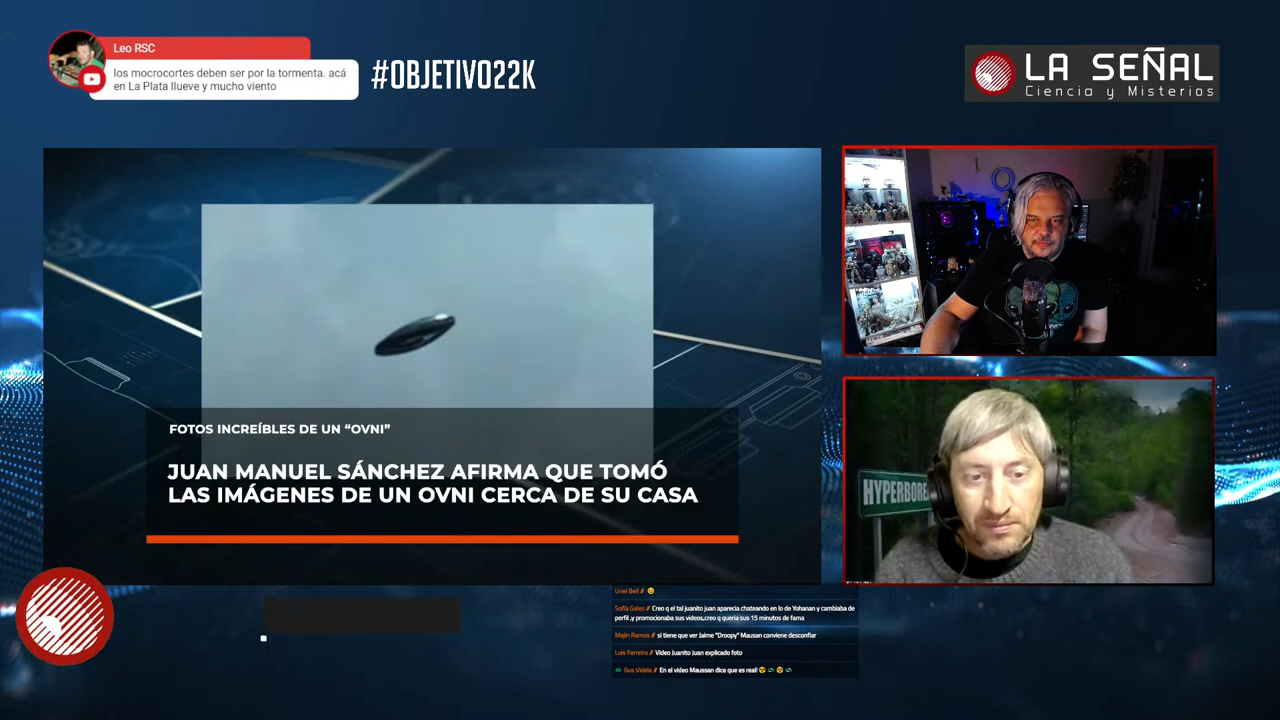 Leo RSC
los mocrocortes deben ser por la tormenta. acá
en La Plata llueve y mucho viento
#OBJETIVO22K
LA SEÑAL
Ciencia y Misterios
FOTOS INCREÍBLES DE UN “OVNI”
JUAN MANUEL SÁNCHEZ AFIRMA QUE TOMÓ
LAS IMÁGENES DE UN OVNI CERCA DE SU CASA
HYPERBORE
Uriel Bell //
Sofía Gales // Creo q el tal juanito juan aparecia chateando en lo de Yohanan y cambiaba de
perfil ,y promocionaba sus videos,creo q queria sus 15 minutos de fama
Majin Ramos // si tiene que ver Jaime "Droopy" Mausan conviene desconfiar
Luis Ferreira // Video Juanito Juan explicado foto
Gus Videla // En el video Maussan dice que es real!